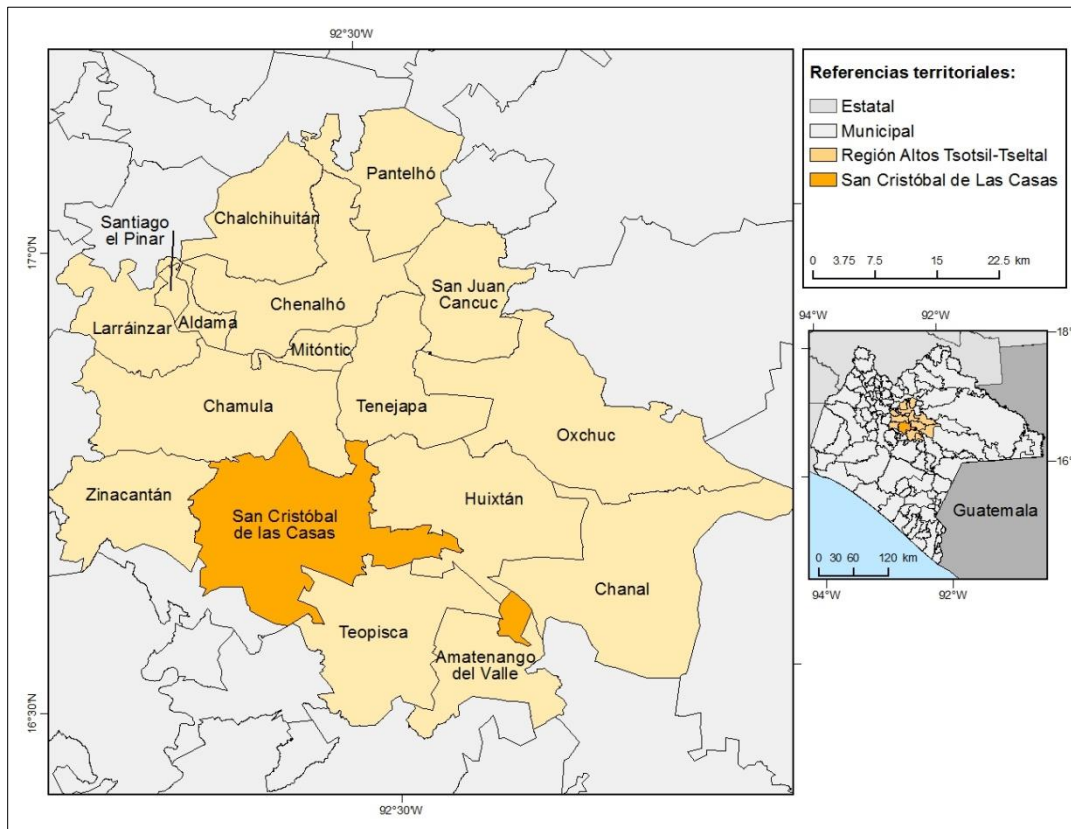 92°30'W
Pantelhó
Chalchihuitán
Santiago
el Pinar
17°0'N
San Juan
Cancuc
Chenalhó
Larráinzar
Aldama
Mitóntic
Chamula
Tenejapa
Oxchuc
Zinacantán
Huixtán
San Cristóbal
de las Casas
Chanal
Teopisca
Amatenango
del Valle
16°30'N
92°30'W
Referencias territoriales:
Estatal
Municipal
Región Altos Tsotsil-Tseltal
San Cristóbal de Las Casas
0 3.75 7.5 15 22.5 km
94°W 92°W
18°
16°
Guatemala
0 30 60 120 km
94°W 92°W